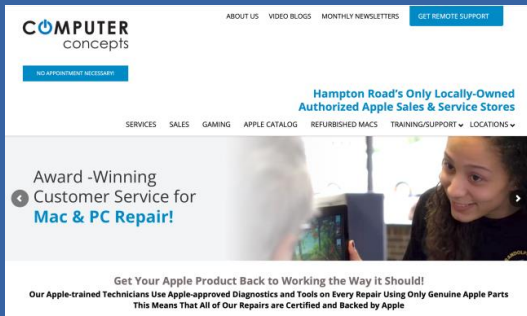 COMPUTER
concepts
ABOUT US VIDEO BLOGS MONTHLY NEWSLETTERS GET REMOTE SUPPORT
NO APPOINTMENT NECESSARY!
Hampton Road's Only Locally-Owned
Authorized Apple Sales & Service Stores
SERVICES SALES GAMING APPLE CATALOG REFURBISHED MACS TRAINING/SUPPORT LOCATIONS
Award -Winning
Customer Service for
Mac & PC Repair!
Get Your Apple Product Back to Working the Way it Should!
Our Apple-trained Technicians Use Apple-approved Diagnostics and Tools on Every Repair Using Only Genuine Apple Parts
This Means That All of Our Repairs are Certified and Backed by Apple